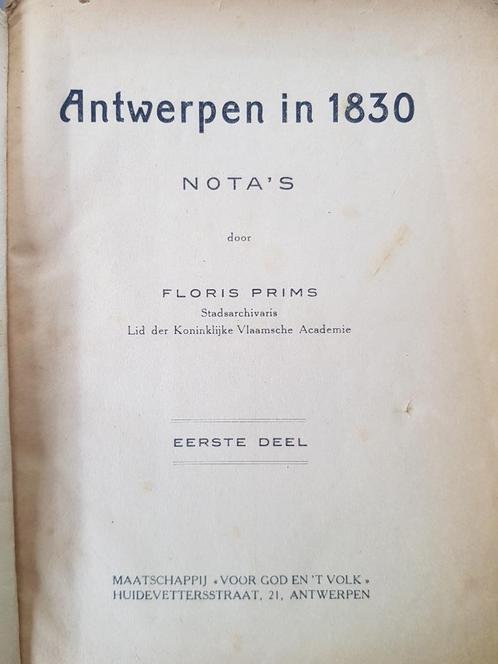 Antwerpen in 1830
NOTA'S
door
FLORIS PRIMS
Stadsarchivaris
Lid der Koninklijke Vlaamsche Academie
EERSTE DEEL
MAATSCHAPPIJ «VOOR GOD EN 'T VOLK»
HUIDEVETTERSSTRAAT, 21, ANTWERPEN